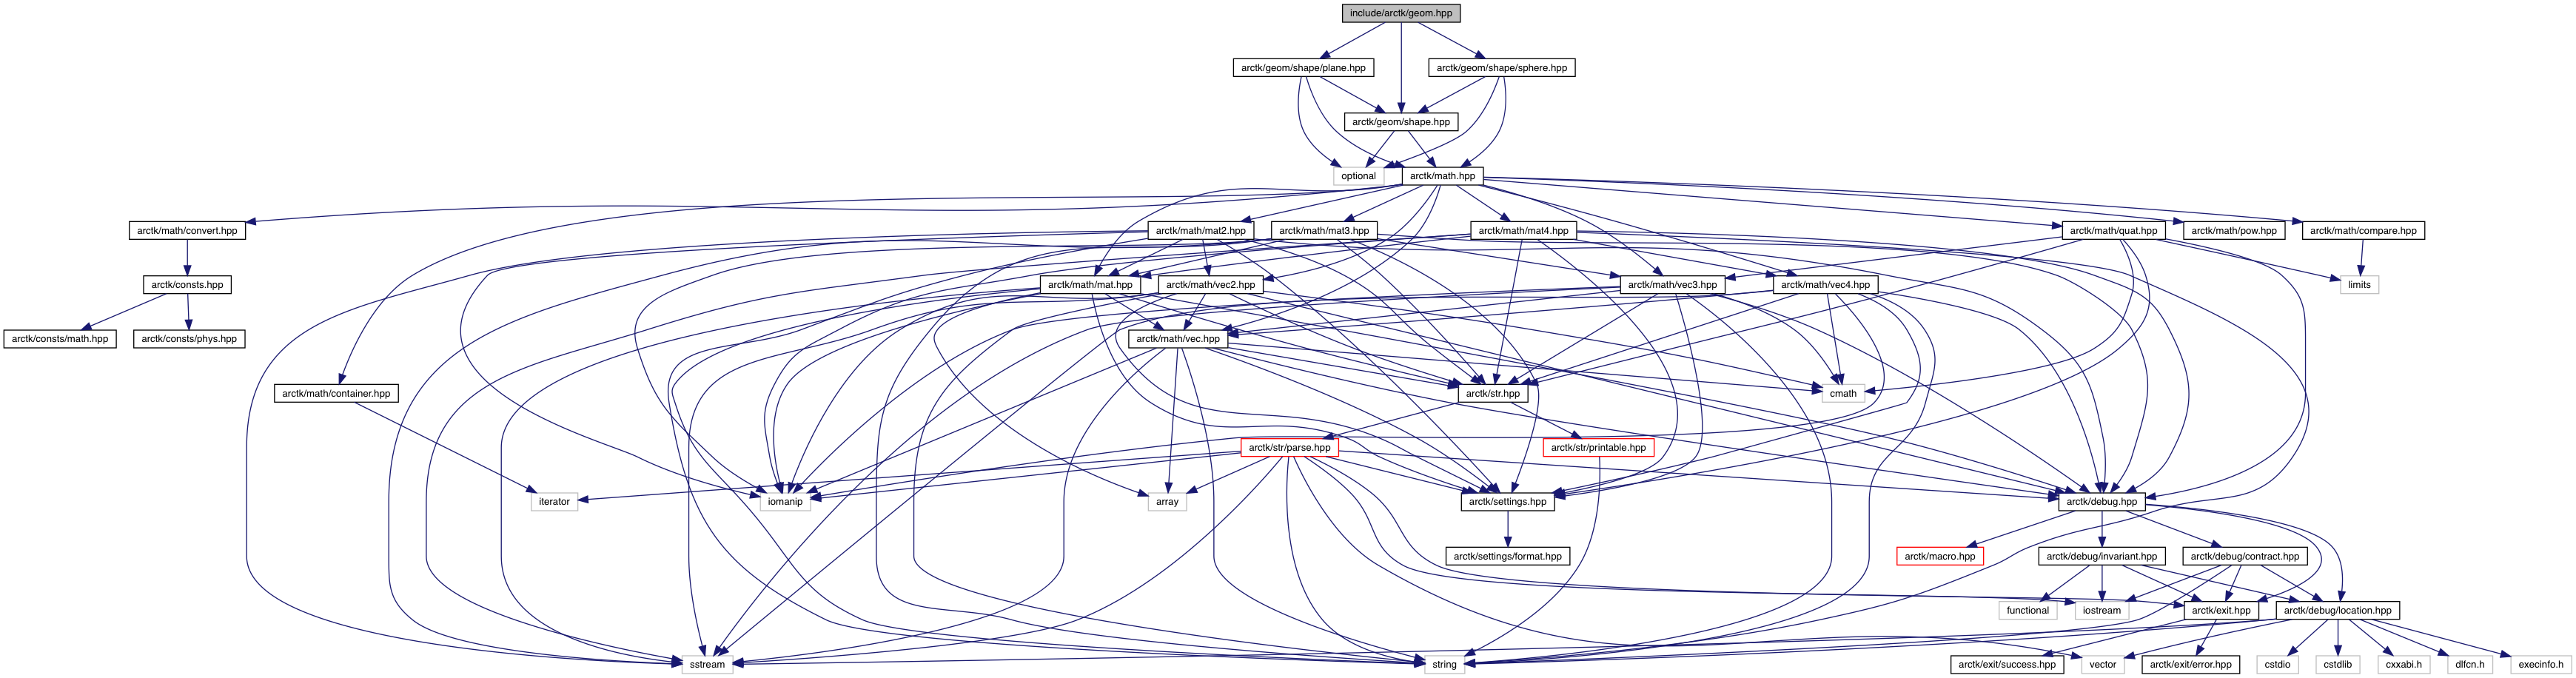 include/arctk/geom.hpp
arctk/geom/shape/plane.hpp
arctk/geom/shape/sphere.hpp
arctk/geom/shape.hpp
optional
arctk/math.hpp
arctk/math/convert.hpp
arctk/math/mat2.hpp
arctk/math/mat3.hpp
arctk/math/mat4.hpp
arctk/math/quat.hpp
arctk/math/pow.hpp
arctk/math/compare.hpp
arctk/consts.hpp
arctk/math/mat.hpp
arctk/math/vec2.hpp
arctk/math/vec3.hpp
arctk/math/vec4.hpp
limits
arctk/consts/math.hpp
arctk/consts/phys.hpp
arctk/math/vec.hpp
arctk/math/container.hpp
arctk/str.hpp
cmath
arctk/str/parse.hpp
arctk/str/printable.hpp
iterator
iomanip
array
arctk/settings.hpp
arctk/debug.hpp
arctk/settings/format.hpp
arctk/macro.hpp
arctk/debug/invariant.hpp
arctk/debug/contract.hpp
functional
iostream
arctk/exit.hpp
arctk/debug/location.hpp
sstream
string
arctk/exit/success.hpp
vector
arctk/exit/error.hpp
cstdio
cstdlib
cxxabi.h
dlfcn.h
execinfo.h